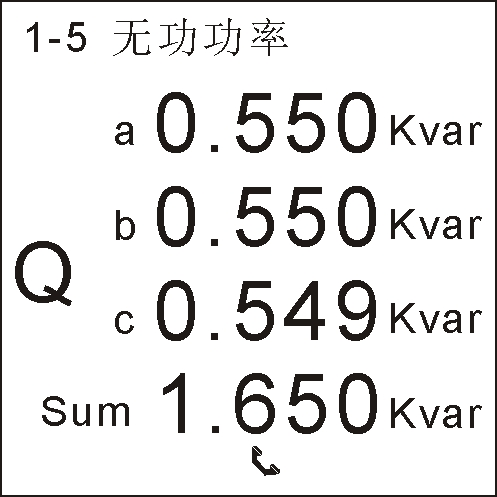 1-5 无功功率
a 0.550 Kvar
b 0.550 Kvar
Q
c 0.549 Kvar
Sum 1.650 Kvar